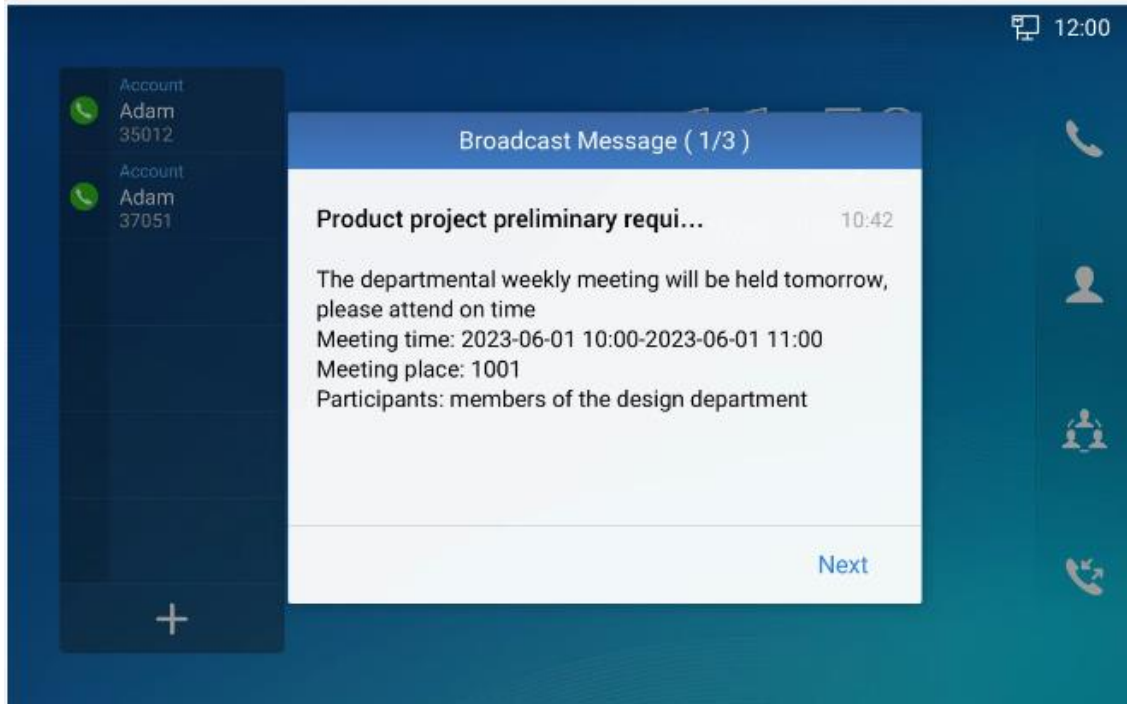 12:00
Account
Adam
35012
Account
Adam
37051
Broadcast Message ( 1/3 )
Product project preliminary requi...
10:42
The departmental weekly meeting will be held tomorrow,
please attend on time
Meeting time: 2023-06-01 10:00-2023-06-01 11:00
Meeting place: 1001
Participants: members of the design department
Next